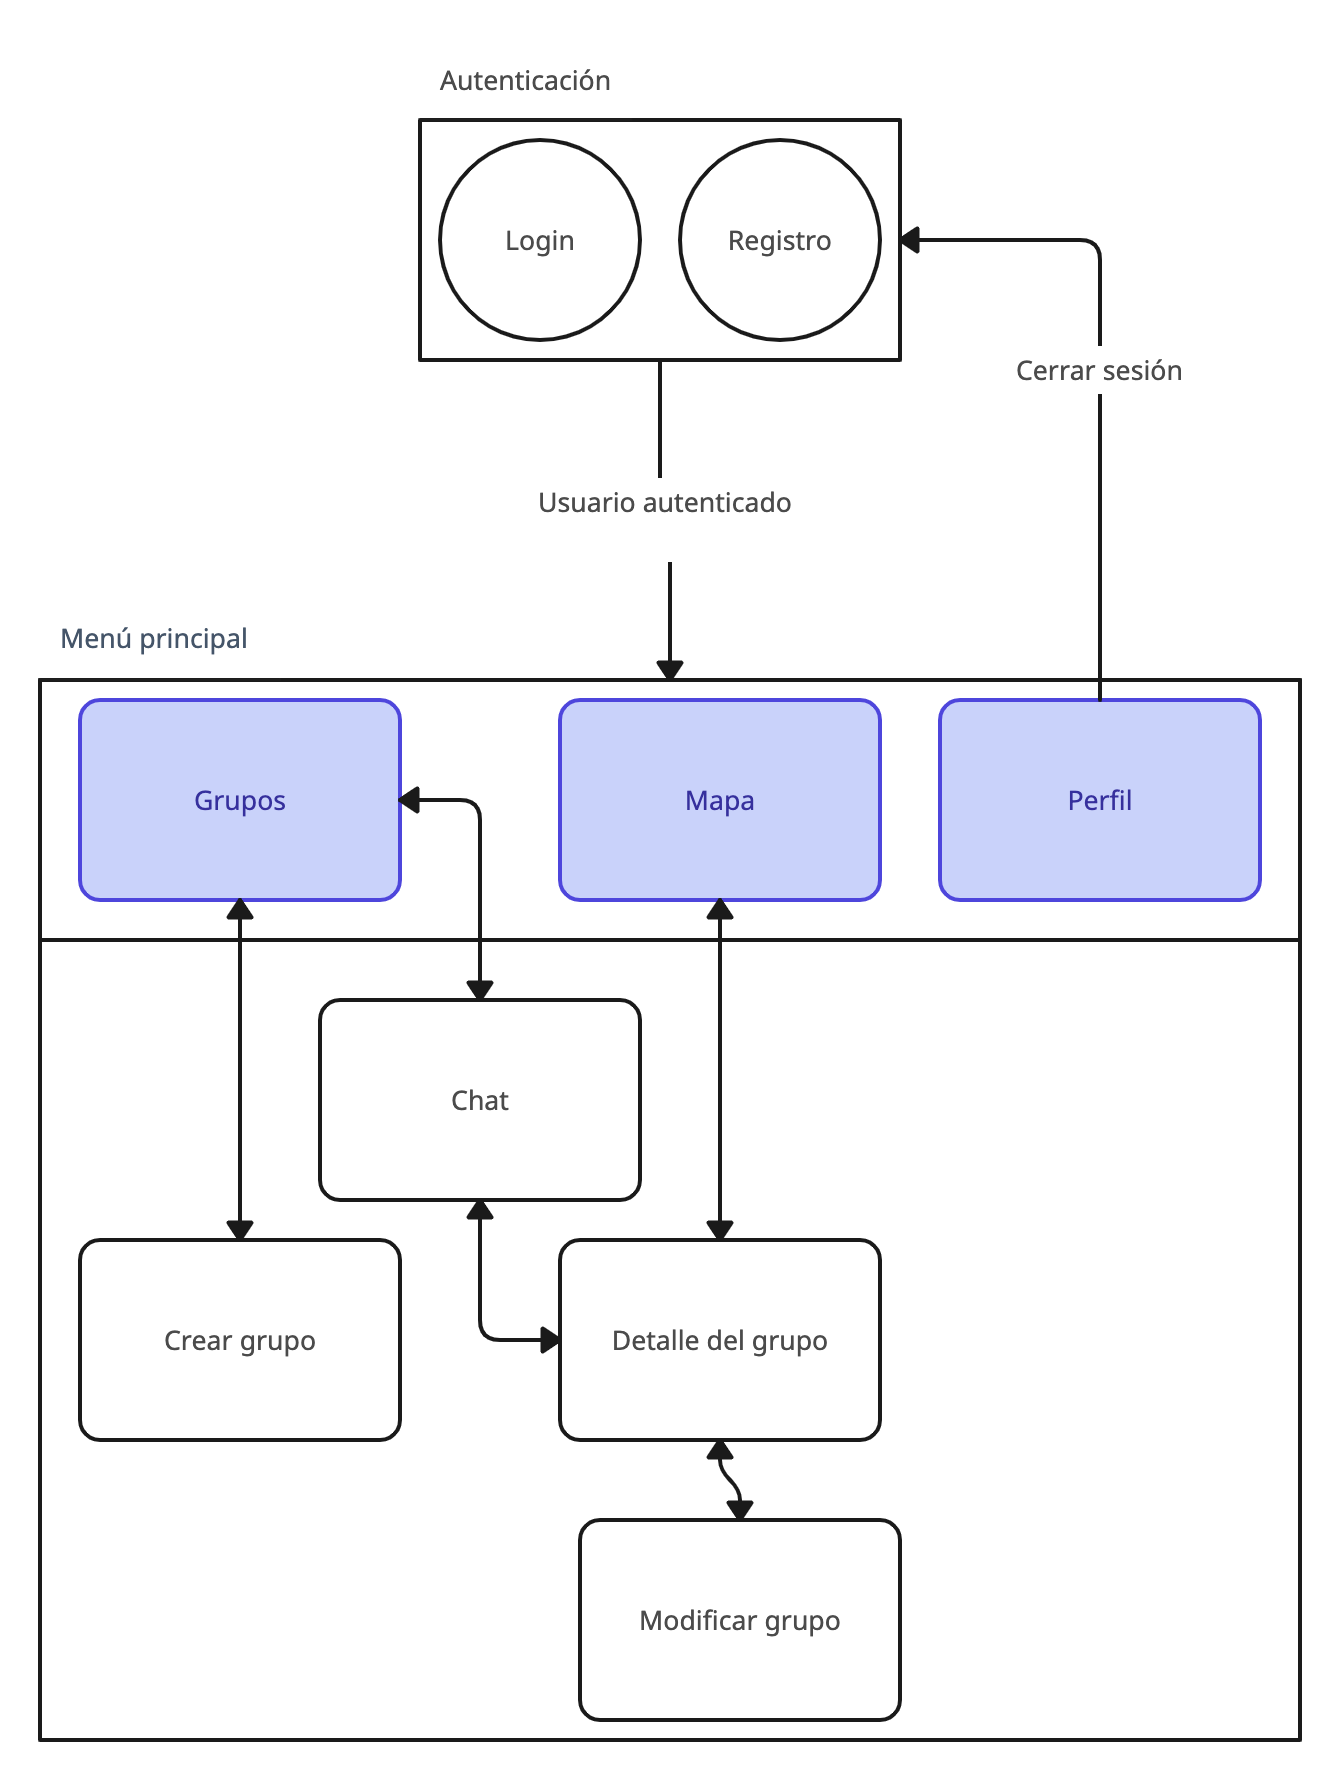 Autenticación
Login
Registro
Cerrar sesión
Usuario autenticado
Menú principal
Grupos
Mapa
Perfil
Chat
Crear grupo
Detalle del grupo
Modificar grupo